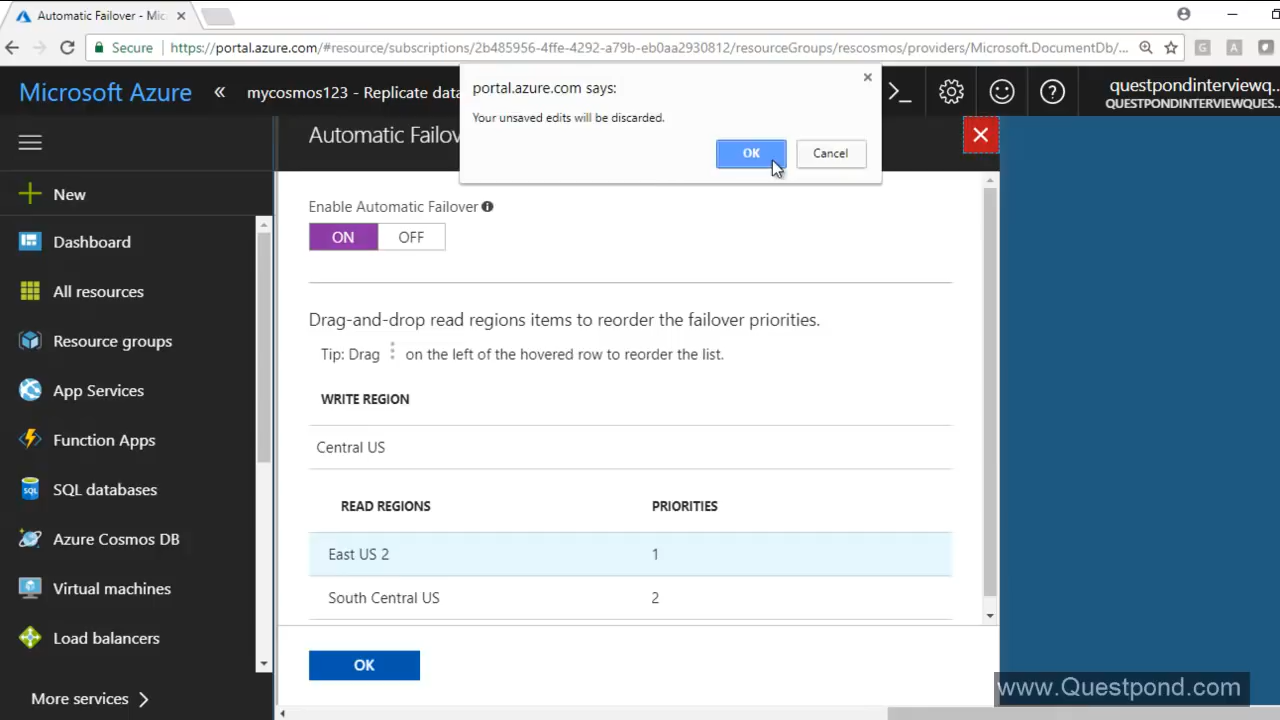 Automatic Failover - Mic
Secure
https://portal.azure.com/#resource/subscriptions/2b485956-4ffe-4292-a79b-eb0aa2930812/resourceGroups/rescosmos/providers/Microsoft.DocumentDb/...
G
A
Microsoft Azure
«
mycosmos123 - Replicate data
>_
questpondinterviewq...
QUESTPONDINTERVIEWQUES...
portal.azure.com says:
Your unsaved edits will be discarded.
OK
Cancel
Automatic Failov
New
Dashboard
All resources
Resource groups
App Services
Function Apps
SQL databases
Azure Cosmos DB
Virtual machines
Load balancers
More services
Enable Automatic Failover
ON
OFF
Drag-and-drop read regions items to reorder the failover priorities.
Tip: Drag ⋮ on the left of the hovered row to reorder the list.
WRITE REGION
Central US
READ REGIONS PRIORITIES
East US 2 1
South Central US 2
OK
www.Questpond.com